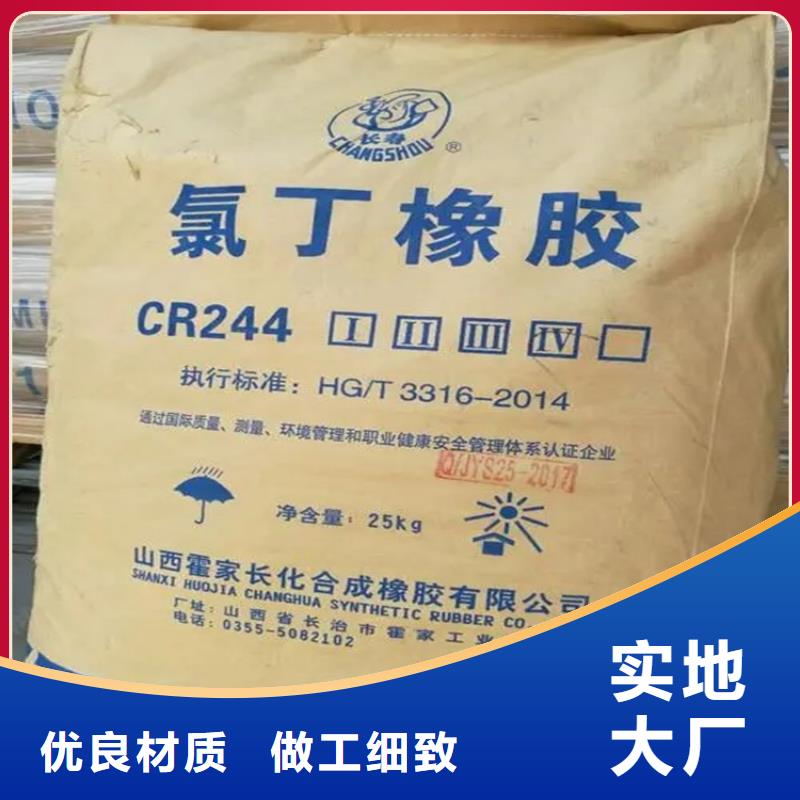 长春
CHANGSHOU ®
氯丁橡胶
CR244 I II III IV
执行标准：HG/T 3316-2014
通过国际质量、测量、环境管理和职业健康安全管理体系认证企业
Q/JYS25-2017
净含量：25kg
山西霍家长化合成橡胶有限公司
SHANXI HUOJIA CHANGHUA SYNTHETIC RUBBER CO.
厂址：山西省长治市霍家工业
电话：0355-5082102
实地
大厂
优良材质 做工细致